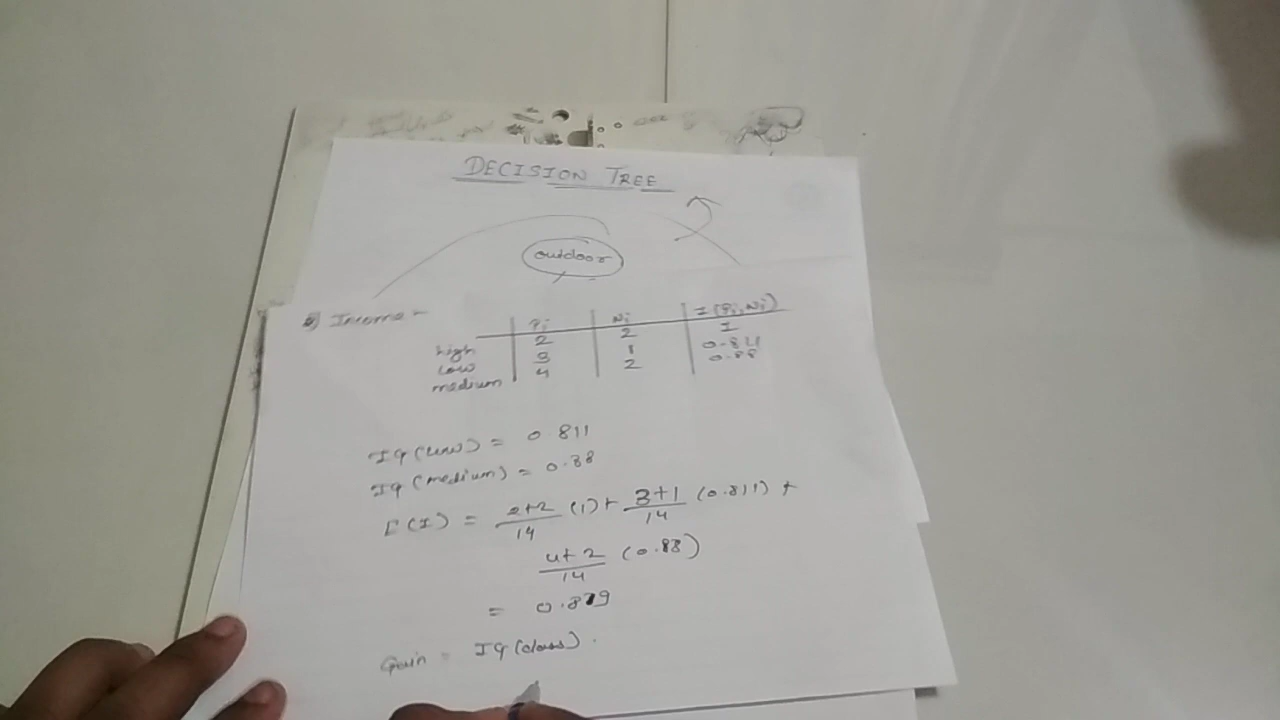 DECISION TREE
outdoor
Income -
Pi Ni I(Pi, Ni)
high 2 2 1
low 3 1 0.811
medium 4 2 0.88
IG (low) = 0.811
IG (medium) = 0.88
E(I) = 2+2/14 (1) + 3+1/14 (0.811) +
4+2/14 (0.88)
= 0.879
Gain = IG (class) -